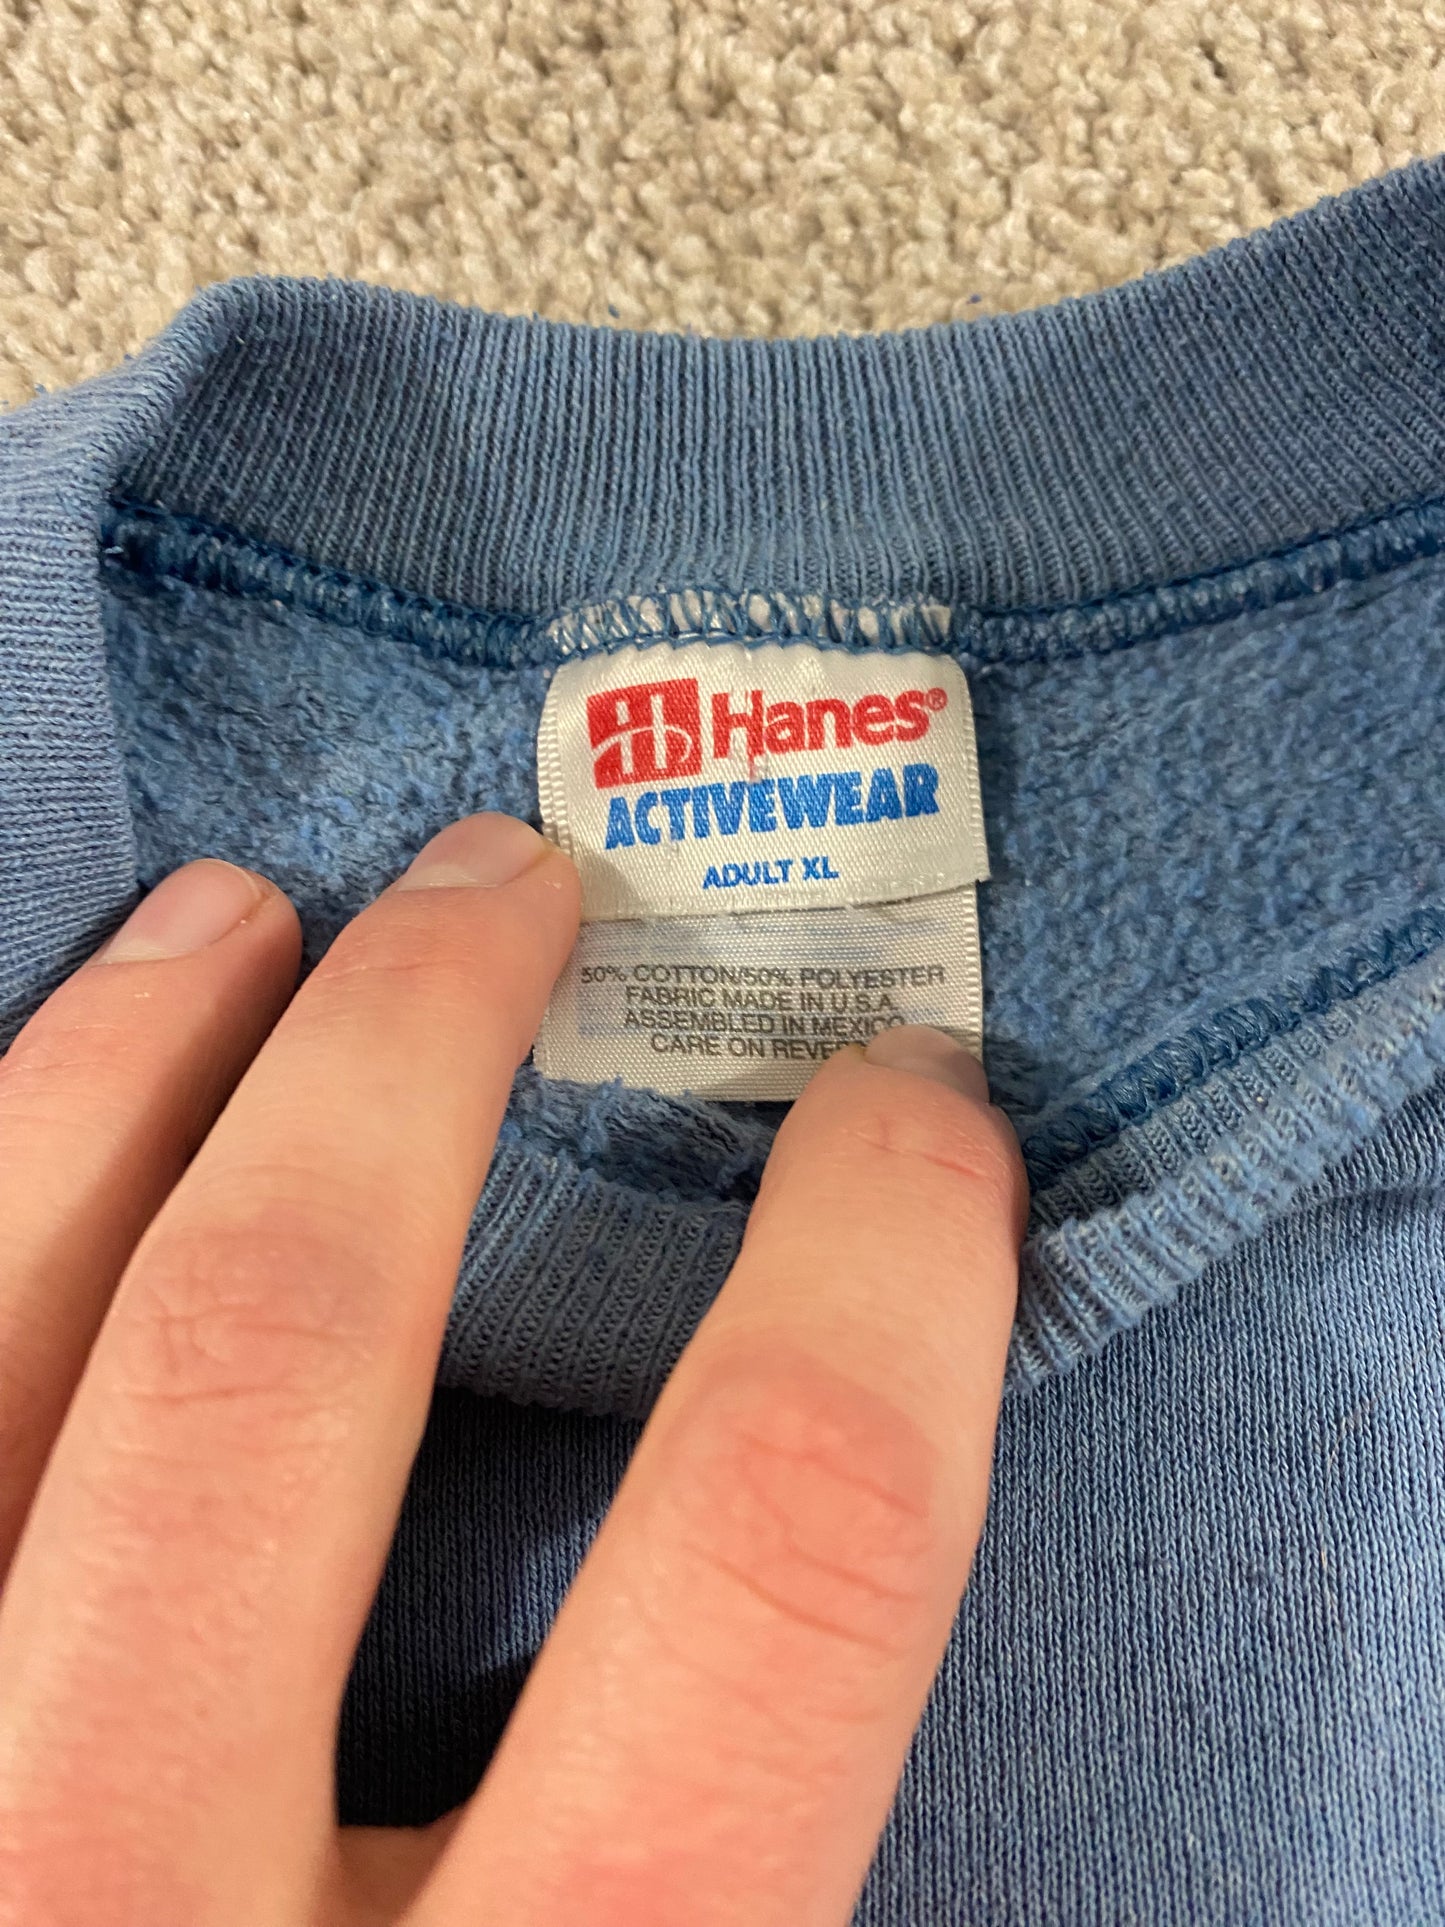 Hanes®
ACTIVEWEAR
ADULT XL
50% COTTON/50% POLYESTER
FABRIC MADE IN U.S.A.
ASSEMBLED IN MEXICO
CARE ON